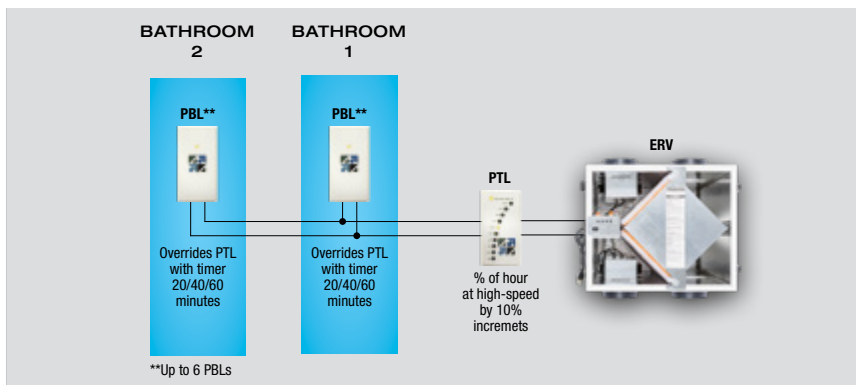 BATHROOM
2
BATHROOM
1
PBL**
PBL**
PTL
ERV
Overrides PTL
with timer
20/40/60
minutes
Overrides PTL
with timer
20/40/60
minutes
% of hour
at high-speed
by 10%
incremets
**Up to 6 PBLs